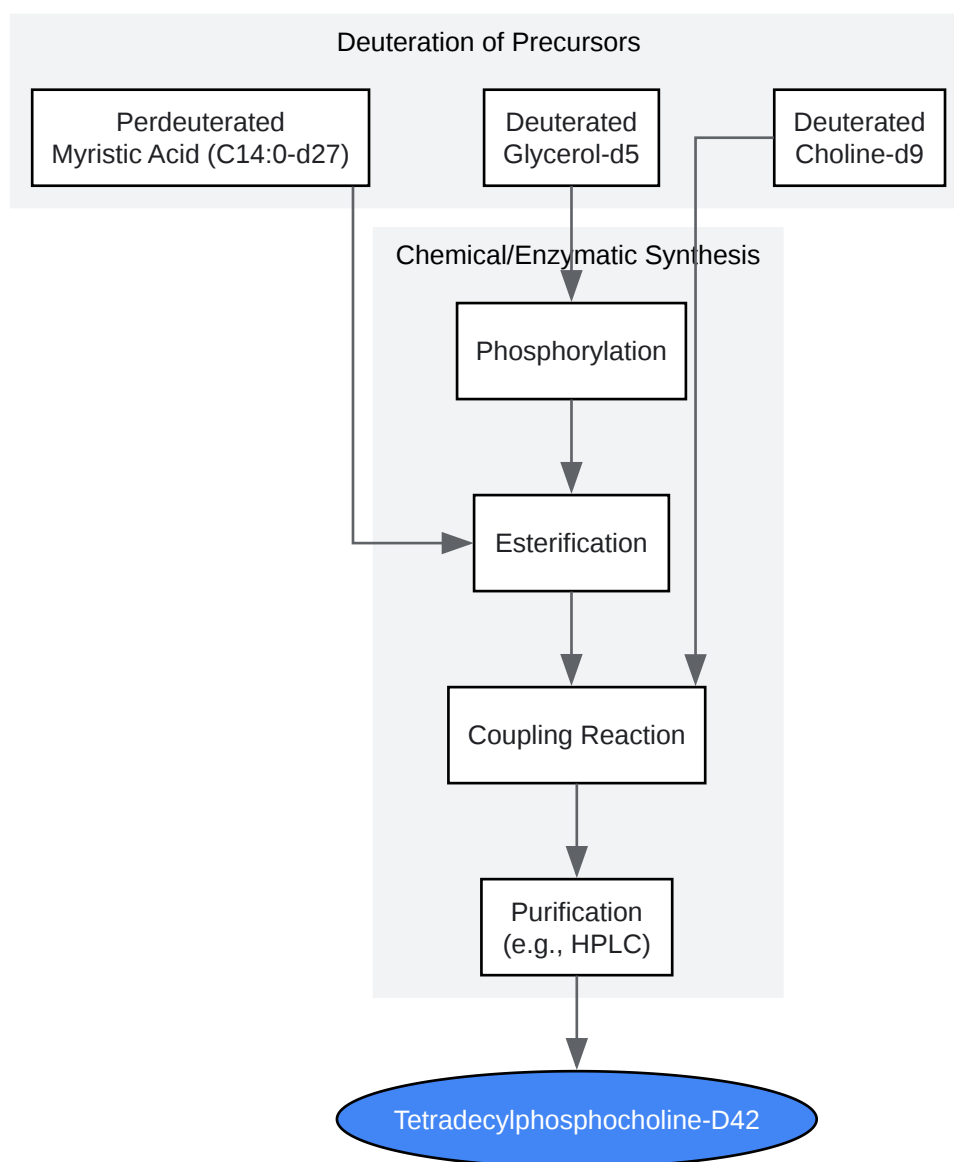 Deuteration of Precursors
Perdeuterated
Myristic Acid (C14:0-d27)
Deuterated
Glycerol-d5
Deuterated
Choline-d9
Chemical/Enzymatic Synthesis
Phosphorylation
Esterification
Coupling Reaction
Purification
(e.g., HPLC)
Tetradecylphosphocholine-D42